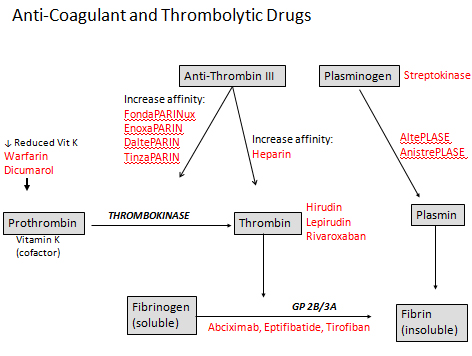 Anti-Coagulant and Thrombolytic Drugs
Anti-Thrombin III
Plasminogen
Streptokinase
Increase affinity:
FondaPARINux
EnoxaPARIN
DaltePARIN
TinzaPARIN
Increase affinity:
Heparin
AltePLASE
AnistrePLASE
↓ Reduced Vit K
Warfarin
Dicumarol
Prothrombin
Vitamin K
(cofactor)
THROMBOKINASE
Thrombin
Hirudin
Lepirudin
Rivaroxaban
Plasmin
Fibrinogen
(soluble)
GP 2B/3A
Abciximab, Eptifibatide, Tirofiban
Fibrin
(insoluble)